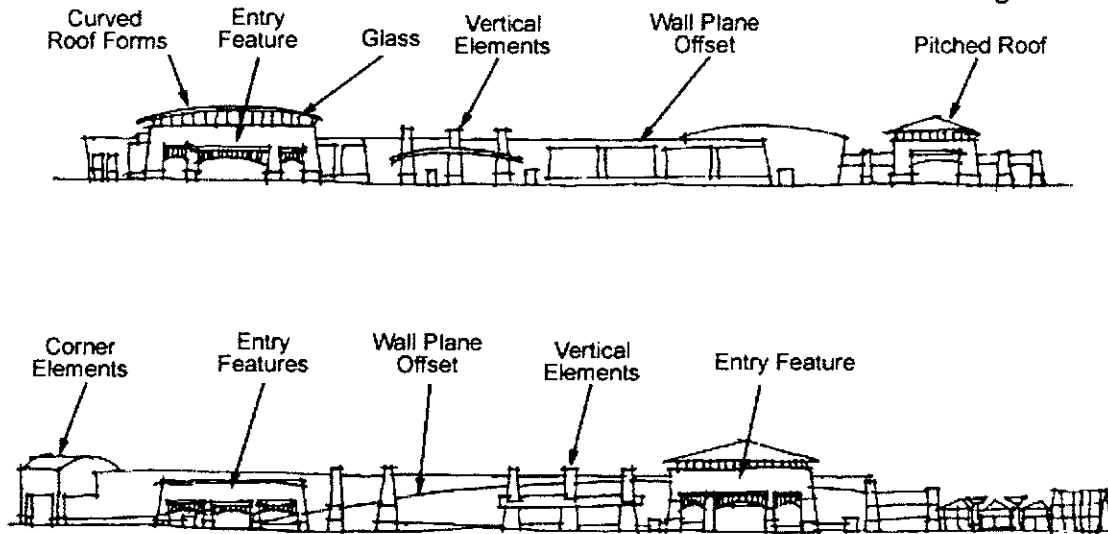 Curved
Roof Forms
Entry
Feature
Glass
Vertical
Elements
Wall Plane
Offset
Pitched Roof
Corner
Elements
Entry
Features
Wall Plane
Offset
Vertical
Elements
Entry Feature